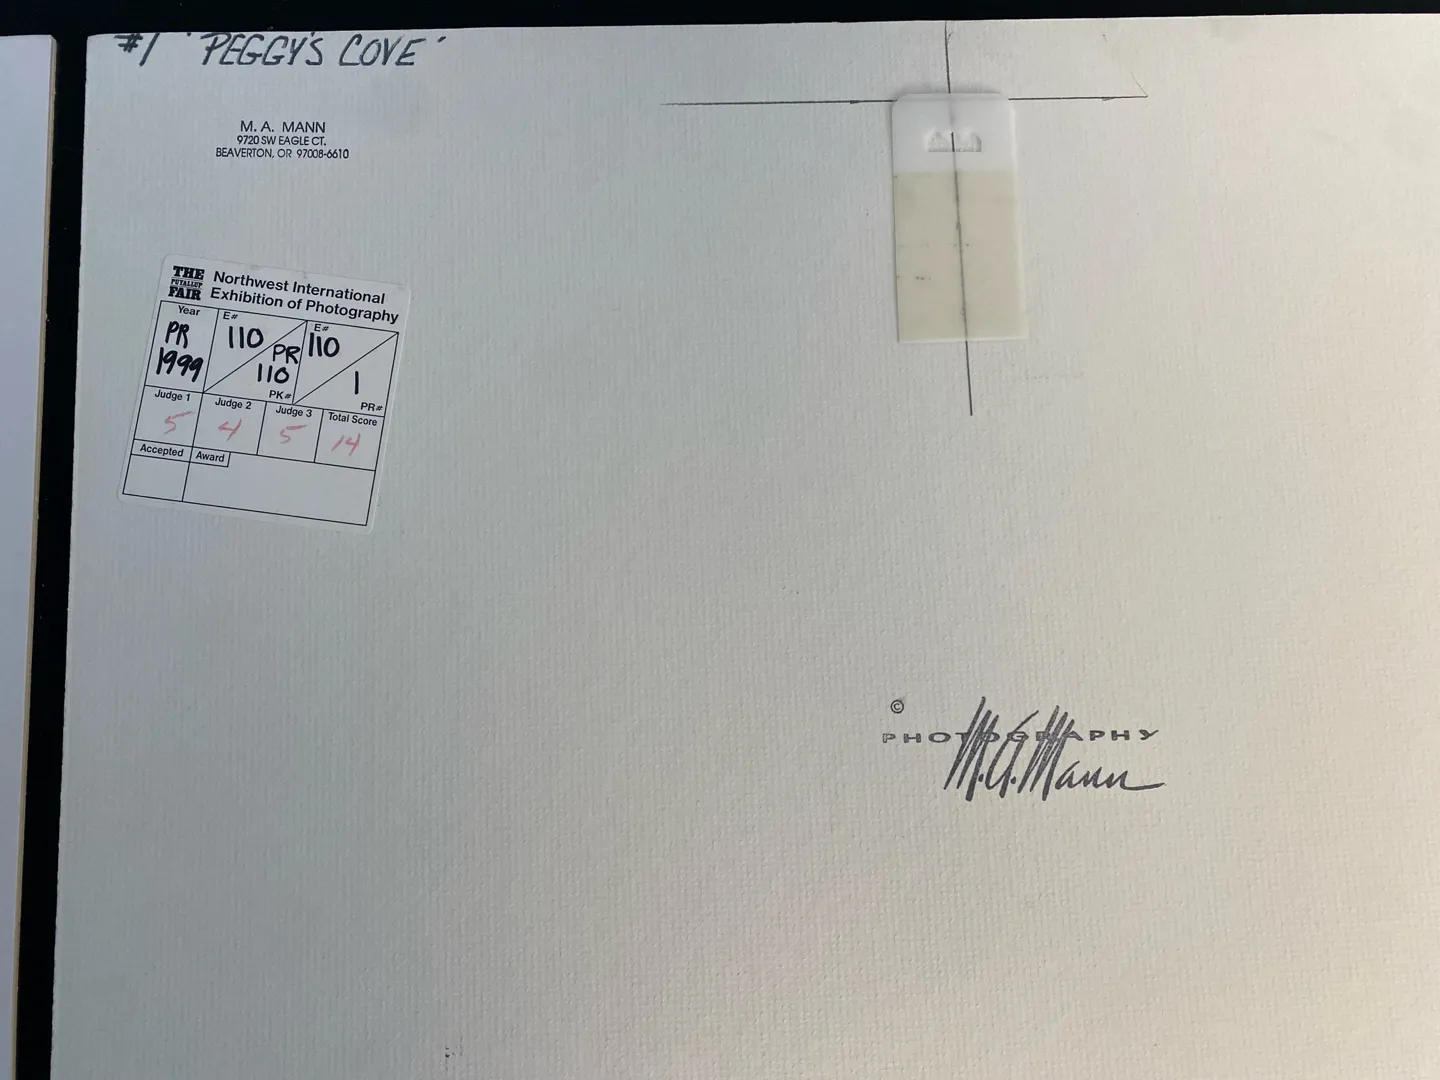 #1 'PEGGY'S COVE'
M. A. MANN
9720 SW EAGLE CT.
BEAVERTON, OR 97008-6610
THE
PUYALLUP
FAIR
Northwest International
Exhibition of Photography
Year
PR
1999
E#
110
PR
110
PK#
E#
110
1
PR#
Judge 1
5
Judge 2
4
Judge 3
5
Total Score
14
Accepted
Award
©
PHOTOGRAPHY
M.A. Mann